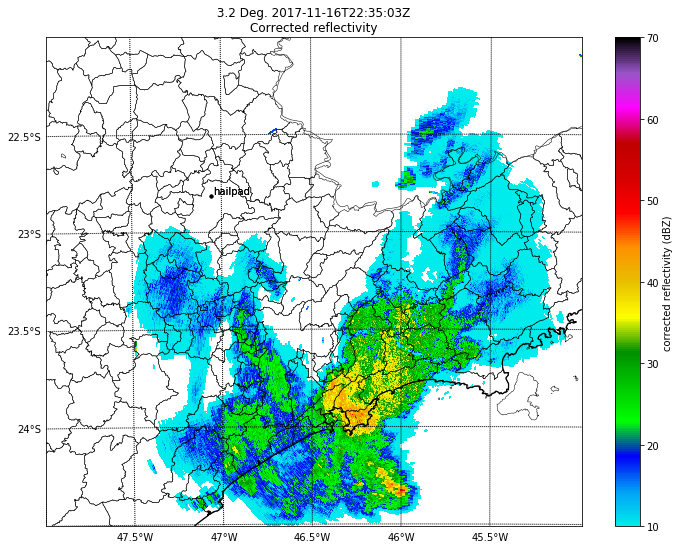 3.2 Deg. 2017-11-16T22:35:03Z
Corrected reflectivity
22.5°S
23°S
23.5°S
24°S
47.5°W
47°W
46.5°W
46°W
45.5°W
hailpad
70
60
50
40
30
20
10
corrected reflectivity (dBZ)